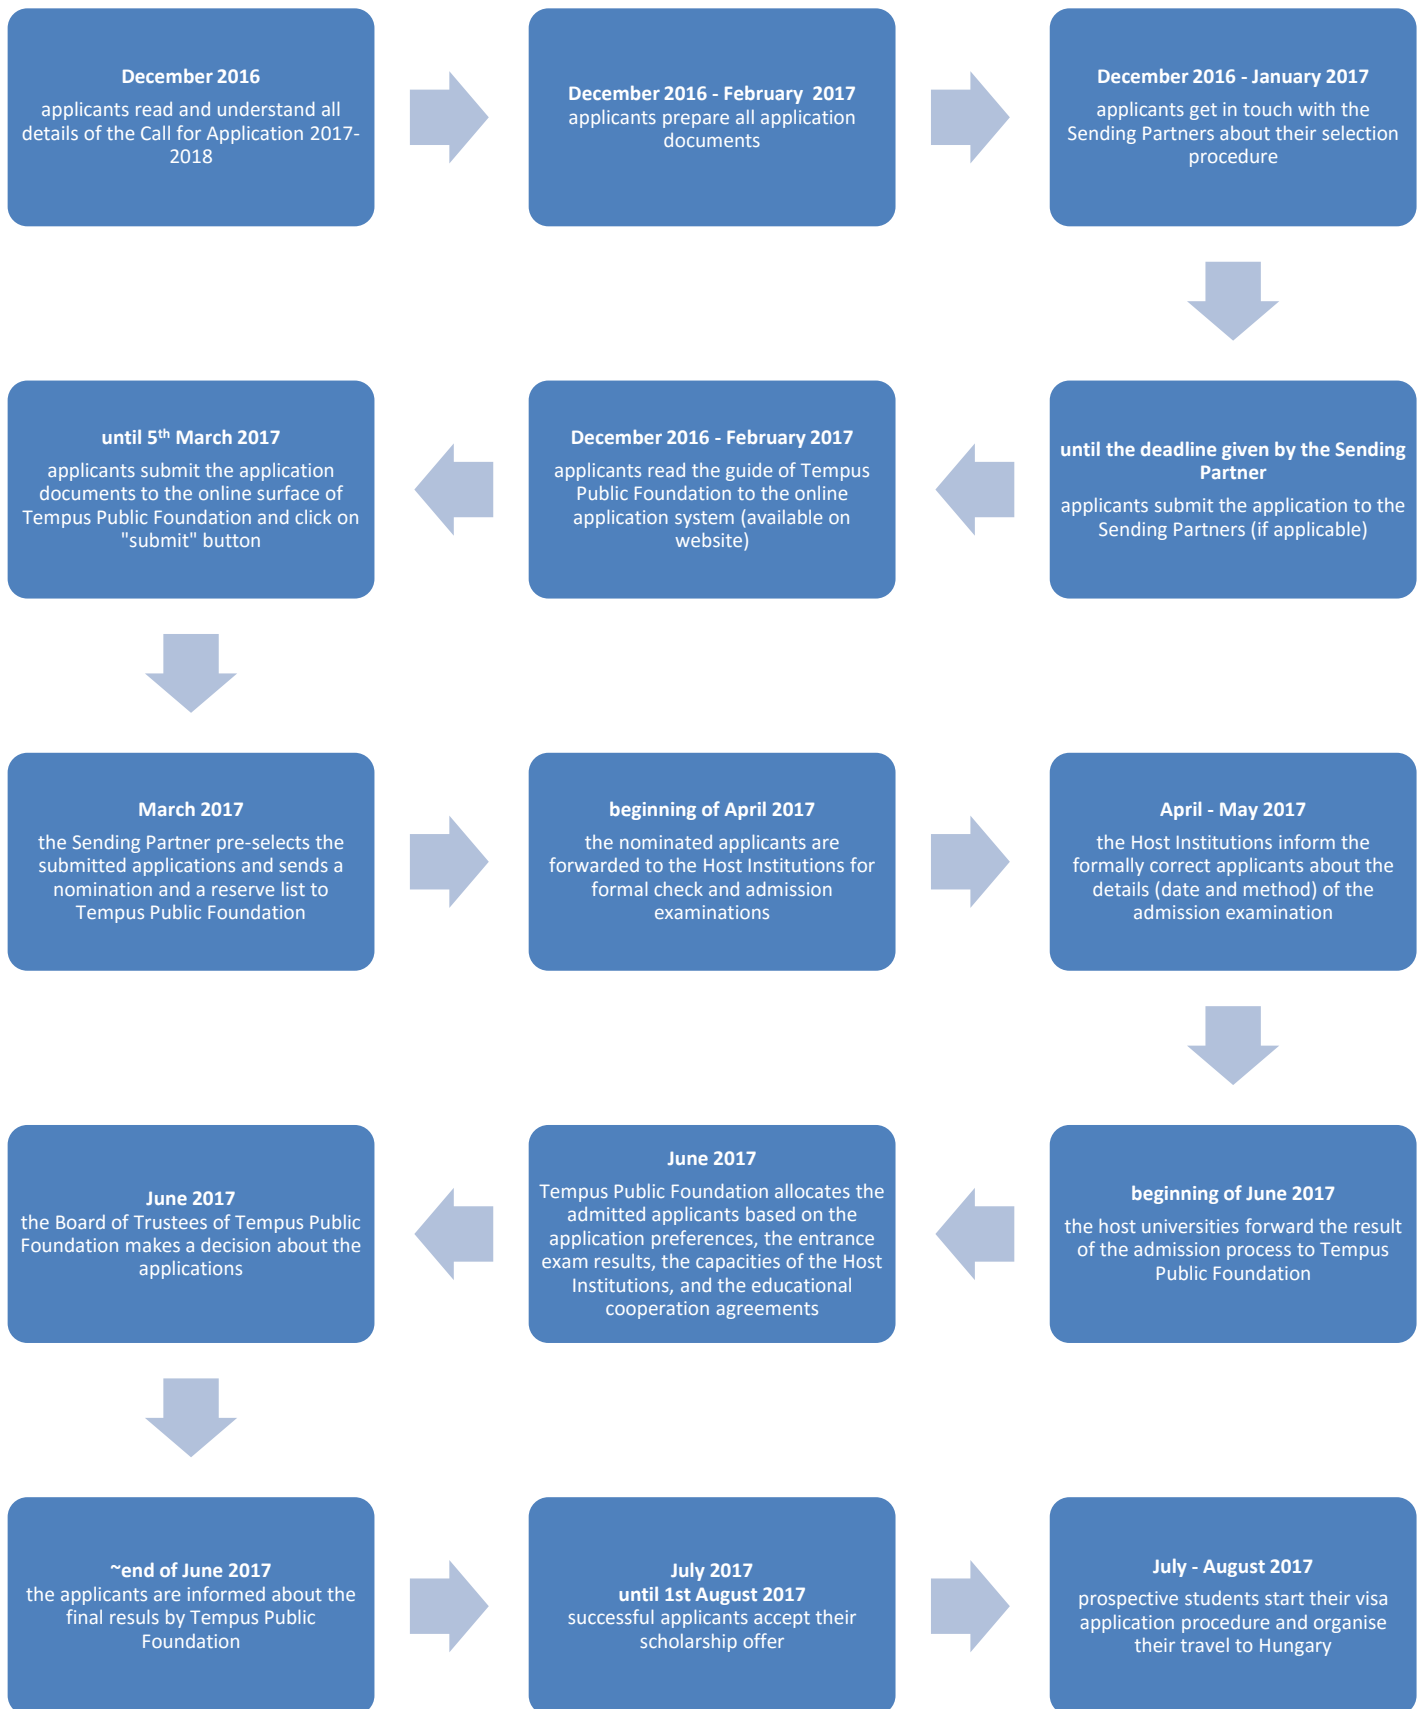 December 2016
applicants read and understand all
details of the Call for Application 2017-
2018
December 2016 - February 2017
applicants prepare all application
documents
December 2016 - January 2017
applicants get in touch with the
Sending Partners about their selection
procedure
until the deadline given by the Sending
Partner
applicants submit the application to the
Sending Partners (if applicable)
December 2016 - February 2017
applicants read the guide of Tempus
Public Foundation to the online
application system (available on
website)
until 5th March 2017
applicants submit the application
documents to the online surface of
Tempus Public Foundation and click on
"submit" button
March 2017
the Sending Partner pre-selects the
submitted applications and sends a
nomination and a reserve list to
Tempus Public Foundation
beginning of April 2017
the nominated applicants are
forwarded to the Host Institutions for
formal check and admission
examinations
April - May 2017
the Host Institutions inform the
formally correct applicants about the
details (date and method) of the
admission examination
beginning of June 2017
the host universities forward the result
of the admission process to Tempus
Public Foundation
June 2017
Tempus Public Foundation allocates the
admitted applicants based on the
application preferences, the entrance
exam results, the capacities of the Host
Institutions, and the educational
cooperation agreements
June 2017
the Board of Trustees of Tempus Public
Foundation makes a decision about the
applications
~end of June 2017
the applicants are informed about the
final resuls by Tempus Public
Foundation
July 2017
until 1st August 2017
successful applicants accept their
scholarship offer
July - August 2017
prospective students start their visa
application procedure and organise
their travel to Hungary